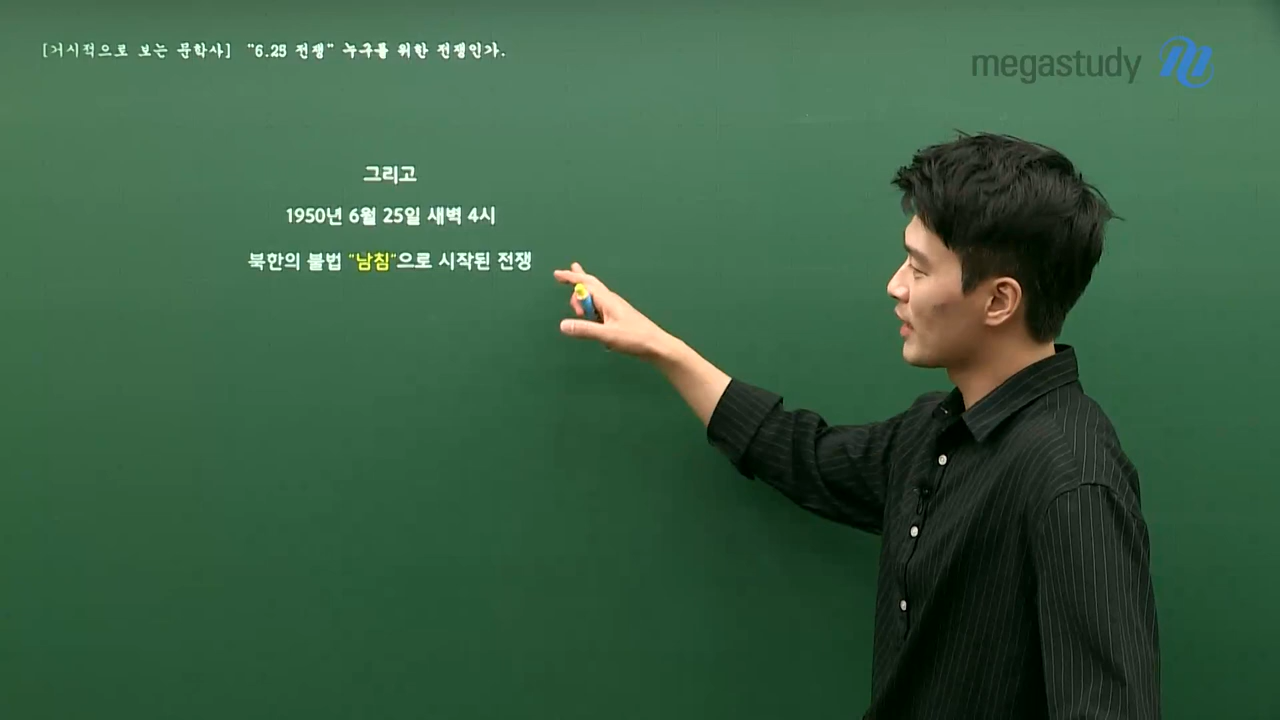 [거시적으로 보는 문학사] "6.25 전쟁" 누구를 위한 전쟁인가.
megastudy
그리고
1950년 6월 25일 새벽 4시
북한의 불법 "남침"으로 시작된 전쟁